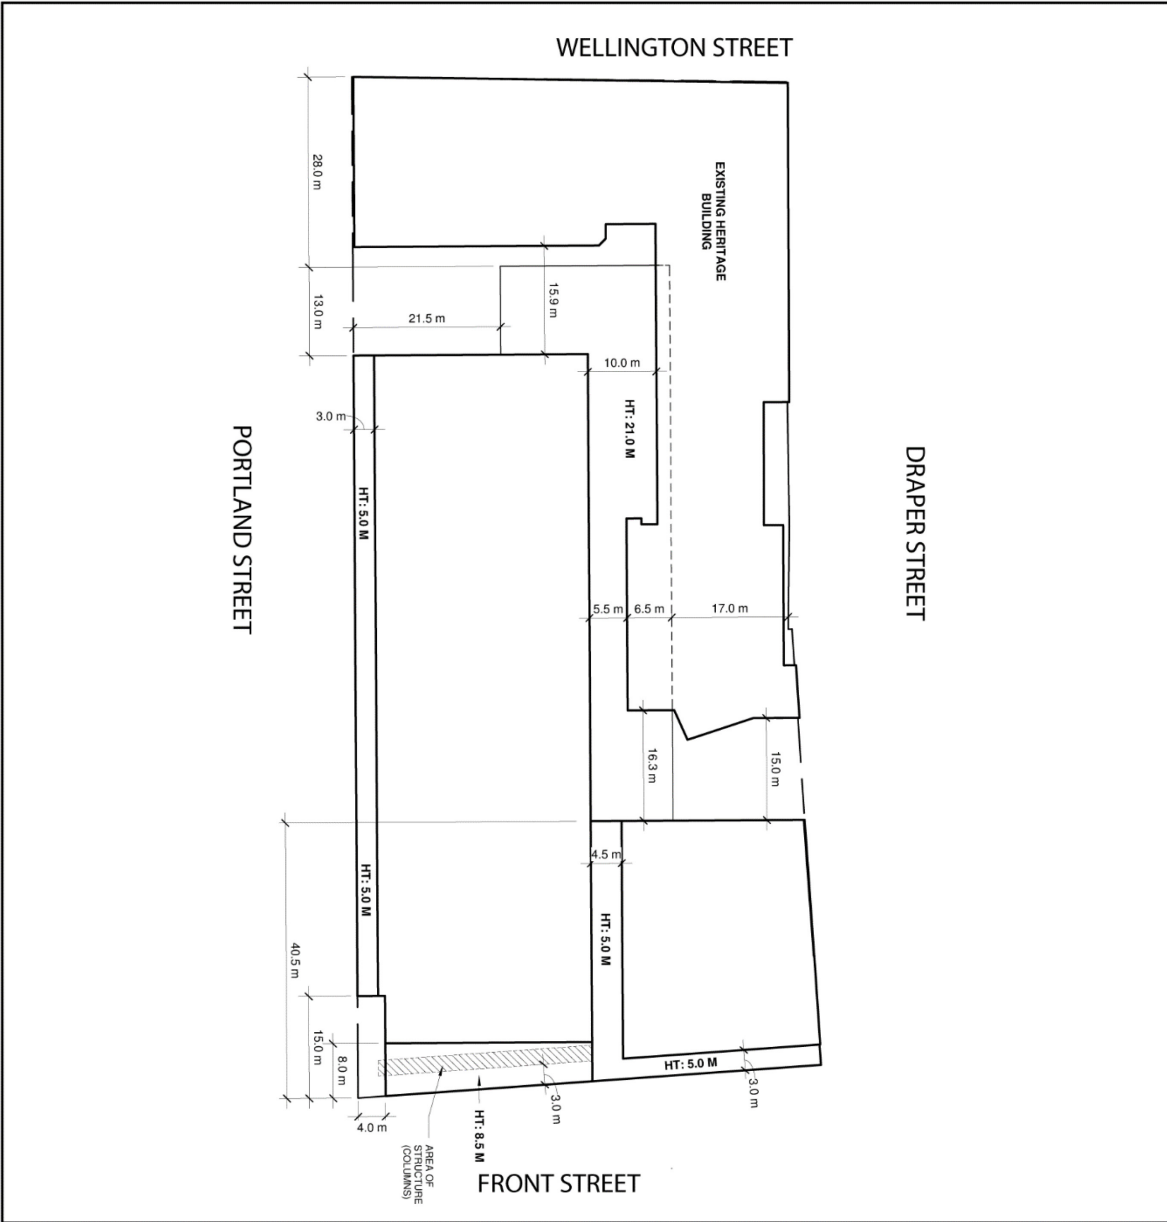 WELLINGTON STREET
28.0 m
EXISTING HERITAGE
BUILDING
13.0 m
15.9 m
21.5 m
10.0 m
3.0 m
HT: 21.0 M
PORTLAND STREET
DRAPER STREET
HT: 5.0 M
5.5 m
6.5 m
17.0 m
16.3 m
15.0 m
4.5 m
HT: 5.0 M
HT: 5.0 M
40.5 m
15.0 m
8.0 m
HT: 5.0 M
3.0 m
3.0 m
4.0 m
HT: 8.5 M
AREA OF
STRUCTURE
(COLUMNS)
FRONT STREET